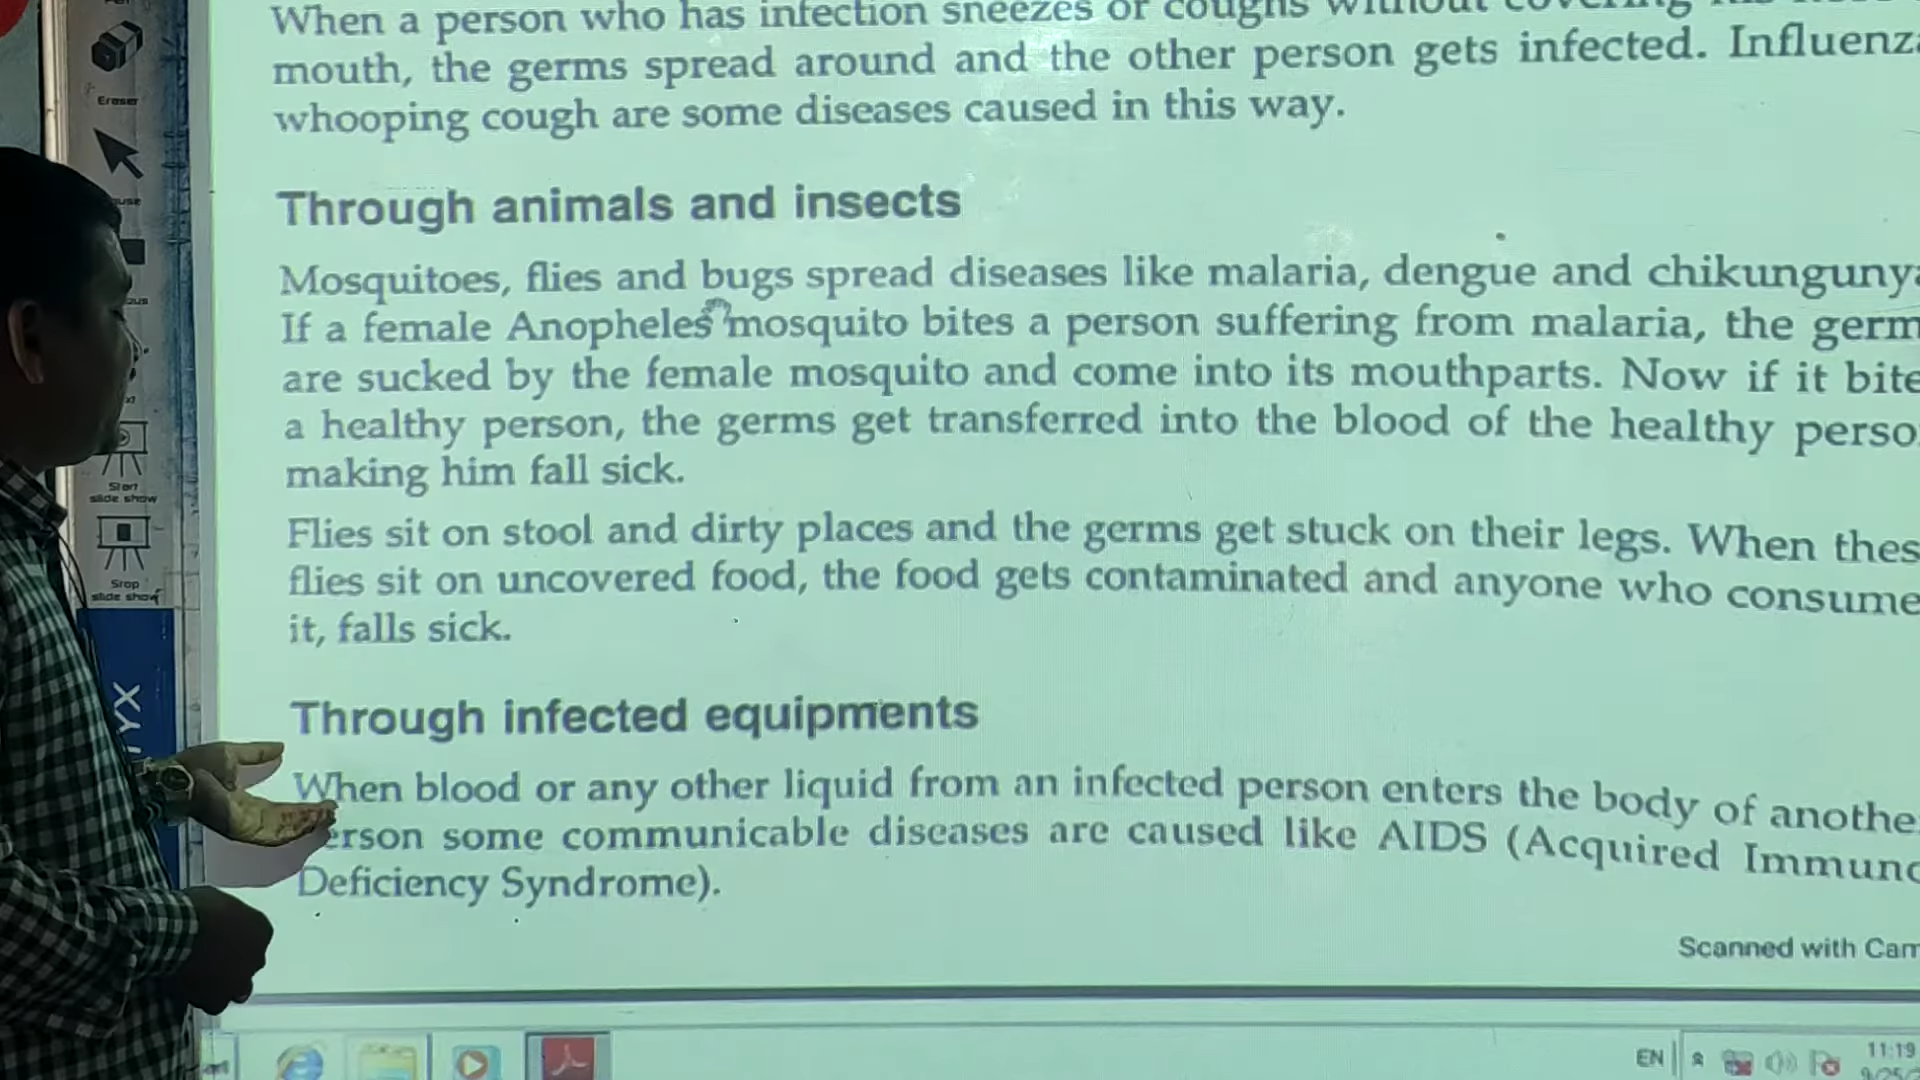 When a person who has infection sneezes or coughs without covering his
mouth, the germs spread around and the other person gets infected. Influenza
whooping cough are some diseases caused in this way.
Through animals and insects
Mosquitoes, flies and bugs spread diseases like malaria, dengue and chikunguny
If a female Anopheles mosquito bites a person suffering from malaria, the germ
are sucked by the female mosquito and come into its mouthparts. Now if it bite
a healthy person, the germs get transferred into the blood of the healthy perso
making him fall sick.
Flies sit on stool and dirty places and the germs get stuck on their legs. When thes
flies sit on uncovered food, the food gets contaminated and anyone who consume
it, falls sick.
Through infected equipments
When blood or any other liquid from an infected person enters the body of anothe
erson some communicable diseases are caused like AIDS (Acquired Immuno
Deficiency Syndrome).
Scanned with Cam
EN
11:19
Eraser
Start
slide show
Stop
slide show